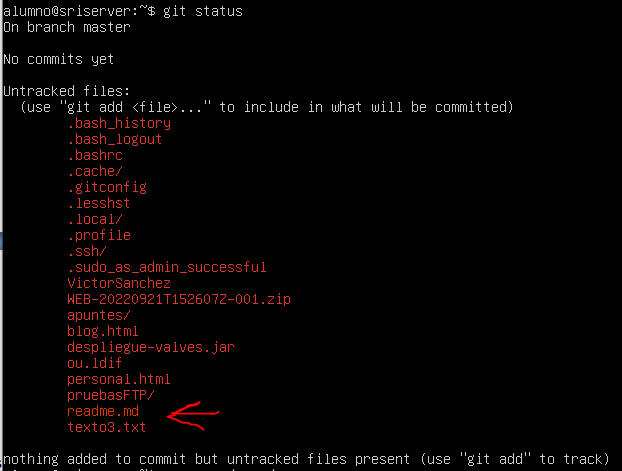 alumno@sriserver:~$ git status
On branch master
No commits yet
Untracked files:
(use "git add <file>..." to include in what will be committed)
.bash_history
.bash_logout
.bashrc
.cache/
.gitconfig
.lesshst
.local/
.profile
.ssh/
.sudo_as_admin_successful
VictorSanchez
WEB-20220921T152607Z-001.zip
apuntes/
blog.html
despliegue-valves.jar
ou.ldif
personal.html
pruebasFTP/
readme.md
texto3.txt
nothing added to commit but untracked files present (use "git add" to track)